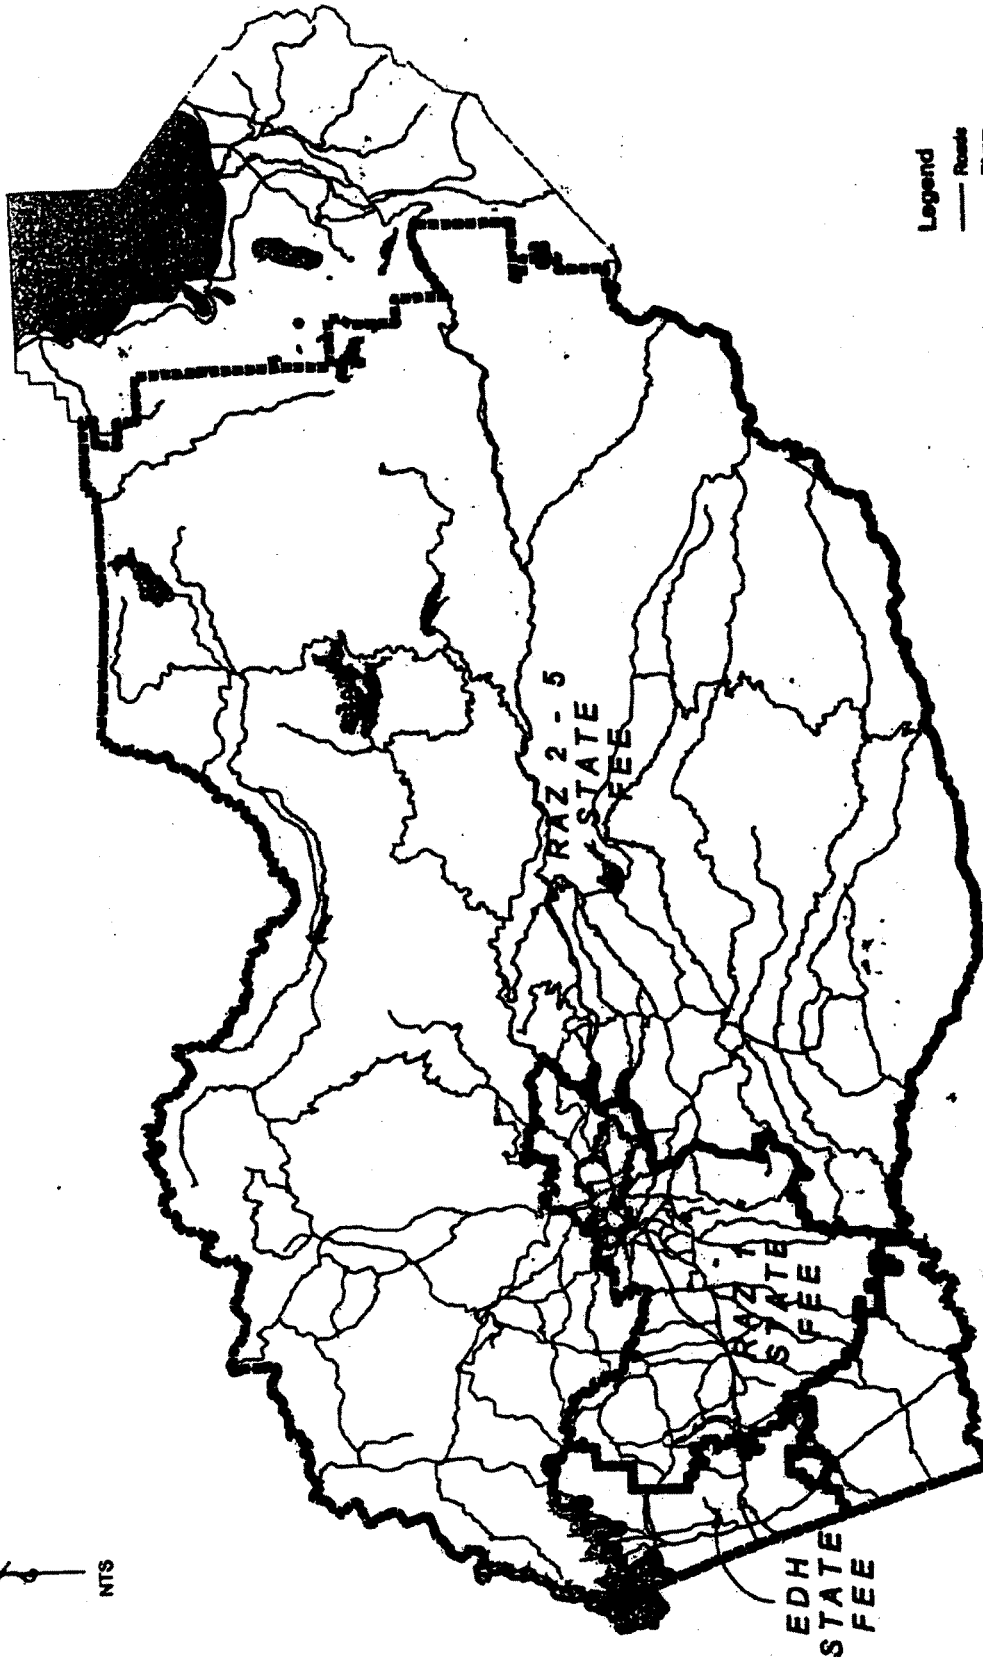 NTS
EDH
STATE
FEE
RAZ 1
STATE
FEE
RAZ 2 - 5
STATE
FEE
Legend
Roads